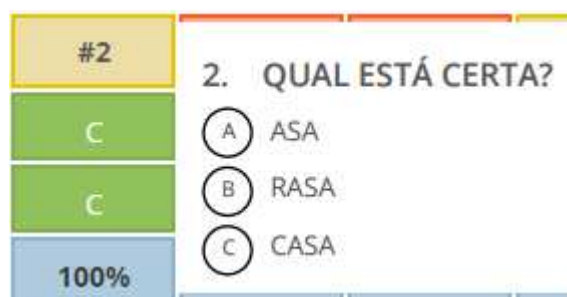 #2
C
C
100%
2. QUAL ESTÁ CERTA?
A ASA
B RASA
C CASA